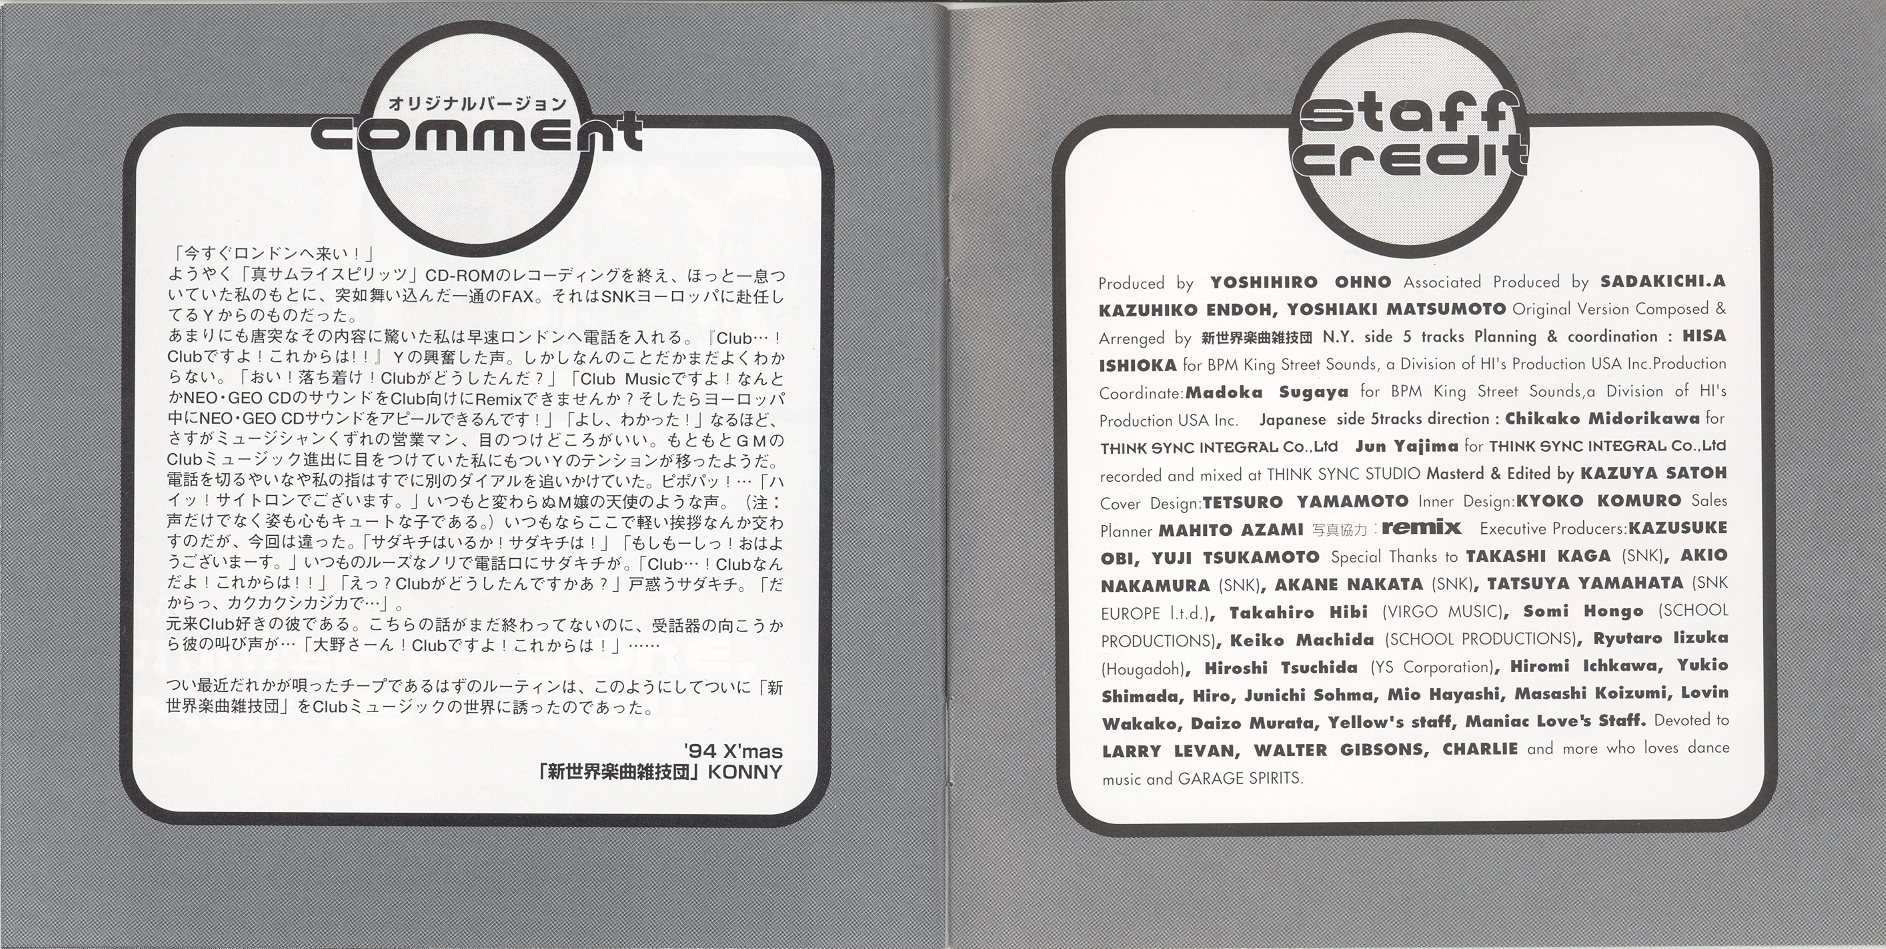 オリジナルバージョン
comment
「今すぐロンドンへ来い！」
ようやく「真サムライスピリッツ」CD-ROMのレコーディングを終え、ほっと一息つ
いていた私のもとに、突如舞い込んだ一通のFAX。それはSNKヨーロッパに赴任し
てるＹからのものだった。
あまりにも唐突なその内容に驚いた私は早速ロンドンへ電話を入れる。『Club…！
Clubですよ！これからは!！』Ｙの興奮した声。しかしなんのことだかまだよくわか
らない。「おい！落ち着け！Clubがどうしたんだ？」「Club Musicですよ！なんと
かNEO・GEO CDのサウンドをClub向けにRemixできませんか？そしたらヨーロッパ
中にNEO・GEO CDサウンドをアピールできるんです！」「よし、わかった！」なるほど、
さすがミュージシャンくずれの営業マン、目のつけどころがいい。もともとＧＭの
Clubミュージック進出に目をつけていた私にもついＹのテンションが移ったようだ。
電話を切るやいなや私の指はすでに別のダイアルを追いかけていた。ピポパッ！…「ハ
イッ！サイトロンでございます。」いつもと変わらぬＭ嬢の天使のような声。（注：
声だけでなく姿も心もキュートな子である。）いつもならここで軽い挨拶なんか交わ
すのだが、今回は違った。「サダキチはいるか！サダキチは！」「もしもーしっ！おはよ
うございまーす。」いつものルーズなノリで電話口にサダキチが。「Club…！Clubなん
だよ！これからは!！」「えっ？Clubがどうしたんですかあ？」戸惑うサダキチ。「だ
からっ、カクカクシカジカで…」。
元来Club好きの彼である。こちらの話がまだ終わってないのに、受話器の向こうか
ら彼の叫び声が…「大野さーん！Clubですよ！これからは！」……
つい最近だれかが唄ったチープであるはずのルーティンは、このようにしてついに「新
世界楽曲雑技団」をClubミュージックの世界に誘ったのであった。
'94 X'mas
「新世界楽曲雑技団」KONNY
staff
credit
Produced by YOSHIHIRO OHNO Associated Produced by SADAKICHI.A
KAZUHIKO ENDOH, YOSHIAKI MATSUMOTO Original Version Composed &
Arrenged by 新世界楽曲雑技団 N.Y. side 5 tracks Planning & coordination : HISA
ISHIOKA for BPM King Street Sounds, a Division of HI's Production USA Inc.Production
Coordinate:Madoka Sugaya for BPM King Street Sounds,a Division of HI's
Production USA Inc. Japanese side 5tracks direction : Chikako Midorikawa for
THINK SYNC INTEGRAL Co.,Ltd Jun Yajima for THINK SYNC INTEGRAL Co.,Ltd
recorded and mixed at THINK SYNC STUDIO Masterd & Edited by KAZUYA SATOH
Cover Design:TETSURO YAMAMOTO Inner Design:KYOKO KOMURO Sales
Planner MAHITO AZAMI 写真協力：remix Executive Producers:KAZUSUKE
OBI, YUJI TSUKAMOTO Special Thanks to TAKASHI KAGA (SNK), AKIO
NAKAMURA (SNK), AKANE NAKATA (SNK), TATSUYA YAMAHATA (SNK
EUROPE l.t.d.), Takahiro Hibi (VIRGO MUSIC), Somi Hongo (SCHOOL
PRODUCTIONS), Keiko Machida (SCHOOL PRODUCTIONS), Ryutaro Iizuka
(Hougadoh), Hiroshi Tsuchida (YS Corporation), Hiromi Ichkawa, Yukio
Shimada, Hiro, Junichi Sohma, Mio Hayashi, Masashi Koizumi, Lovin
Wakako, Daizo Murata, Yellow's staff, Maniac Love's Staff. Devoted to
LARRY LEVAN, WALTER GIBSONS, CHARLIE and more who loves dance
music and GARAGE SPIRITS.